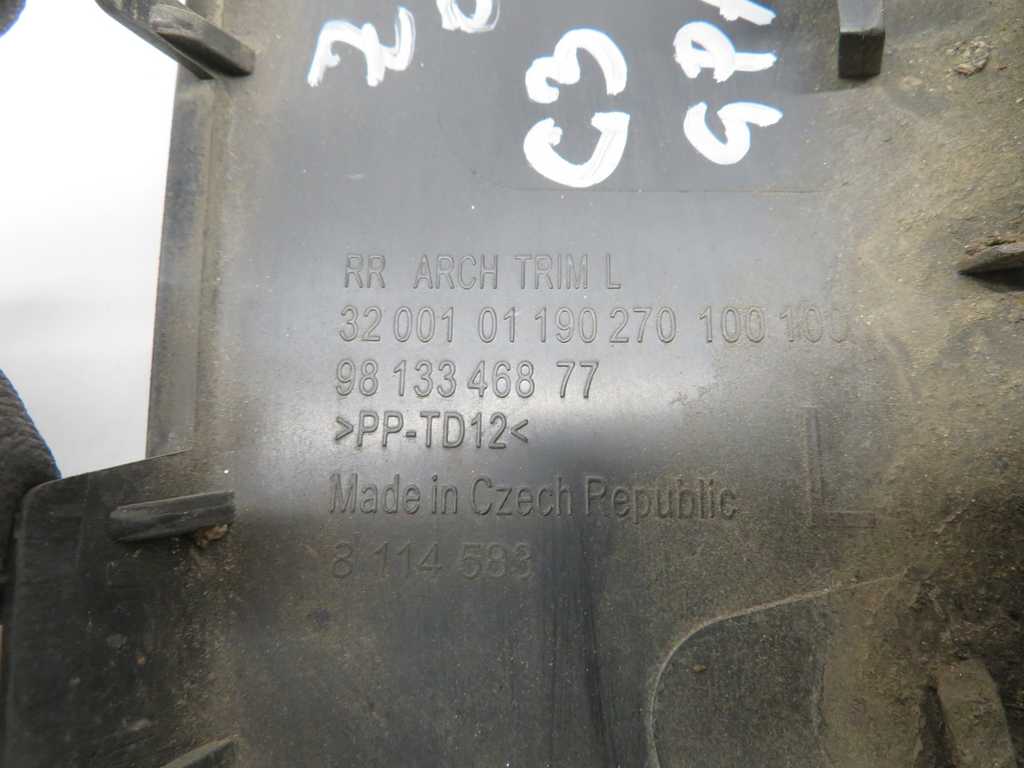 C3
RR ARCH TRIM L
32 001 01 190 270 100 100
98 133 468 77
>PP-TD12<
Made in Czech Republic
8 114 583
L